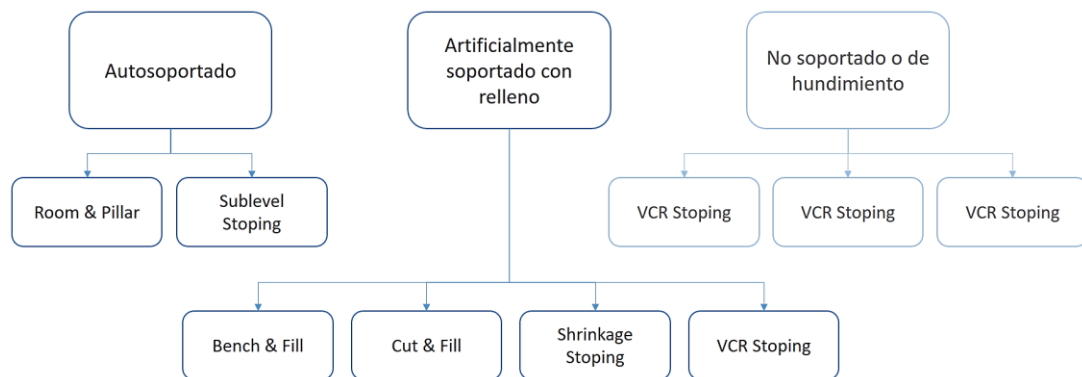 Autosoportado
Artificialmente
soportado con
relleno
No soportado o de
hundimiento
Room & Pillar
Sublevel
Stoping
VCR Stoping
VCR Stoping
VCR Stoping
Bench & Fill
Cut & Fill
Shrinkage
Stoping
VCR Stoping